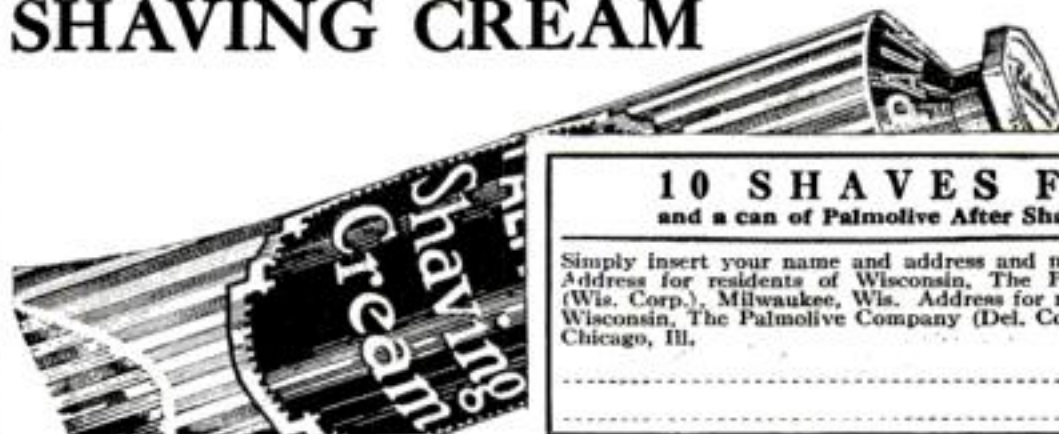 SHAVING CREAM
Shaving
Cream
10 SHAVES F
and a can of Palmolive After Sha
Simply insert your name and address and
Address for residents of Wisconsin, The
(Wis. Corp.), Milwaukee, Wis. Address for
Wisconsin, The Palmolive Company (Del. Co
Chicago, Ill.